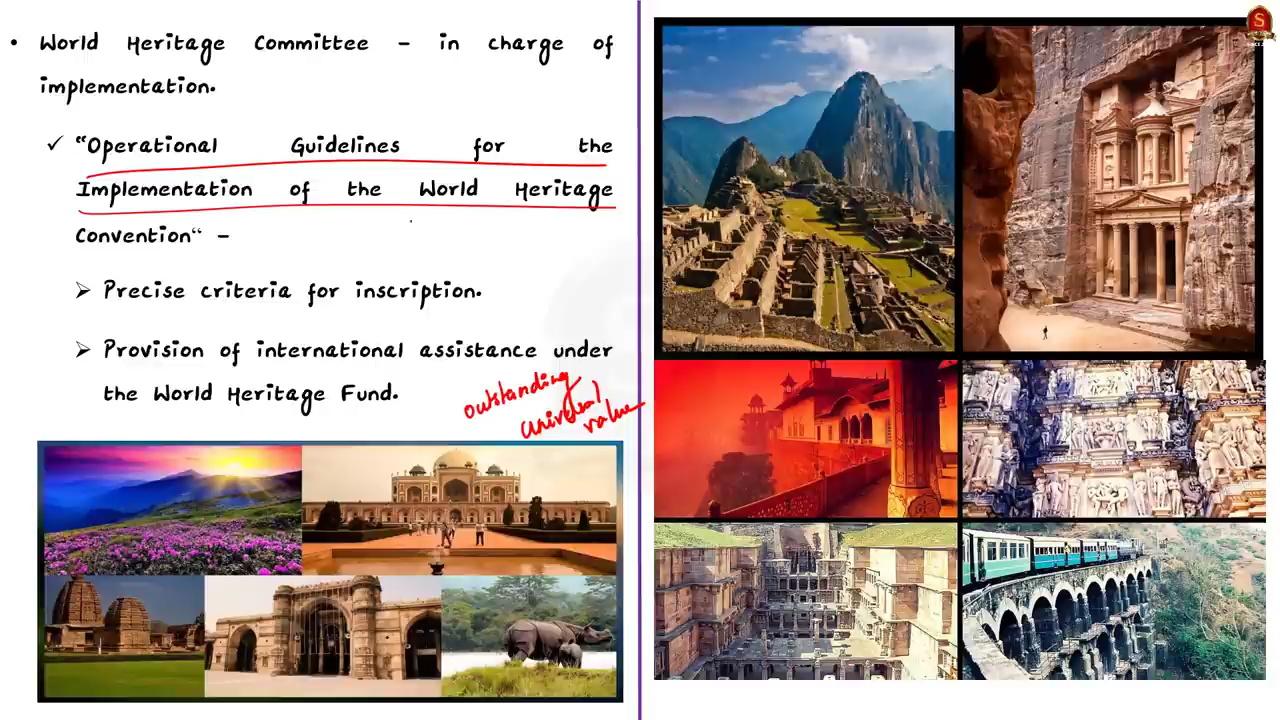 • World Heritage Committee – in charge of
implementation.
✓ “Operational Guidelines for the
Implementation of the World Heritage
Convention“ –
➢ Precise criteria for inscription.
➢ Provision of international assistance under
the World Heritage Fund.
outstanding
universal
value